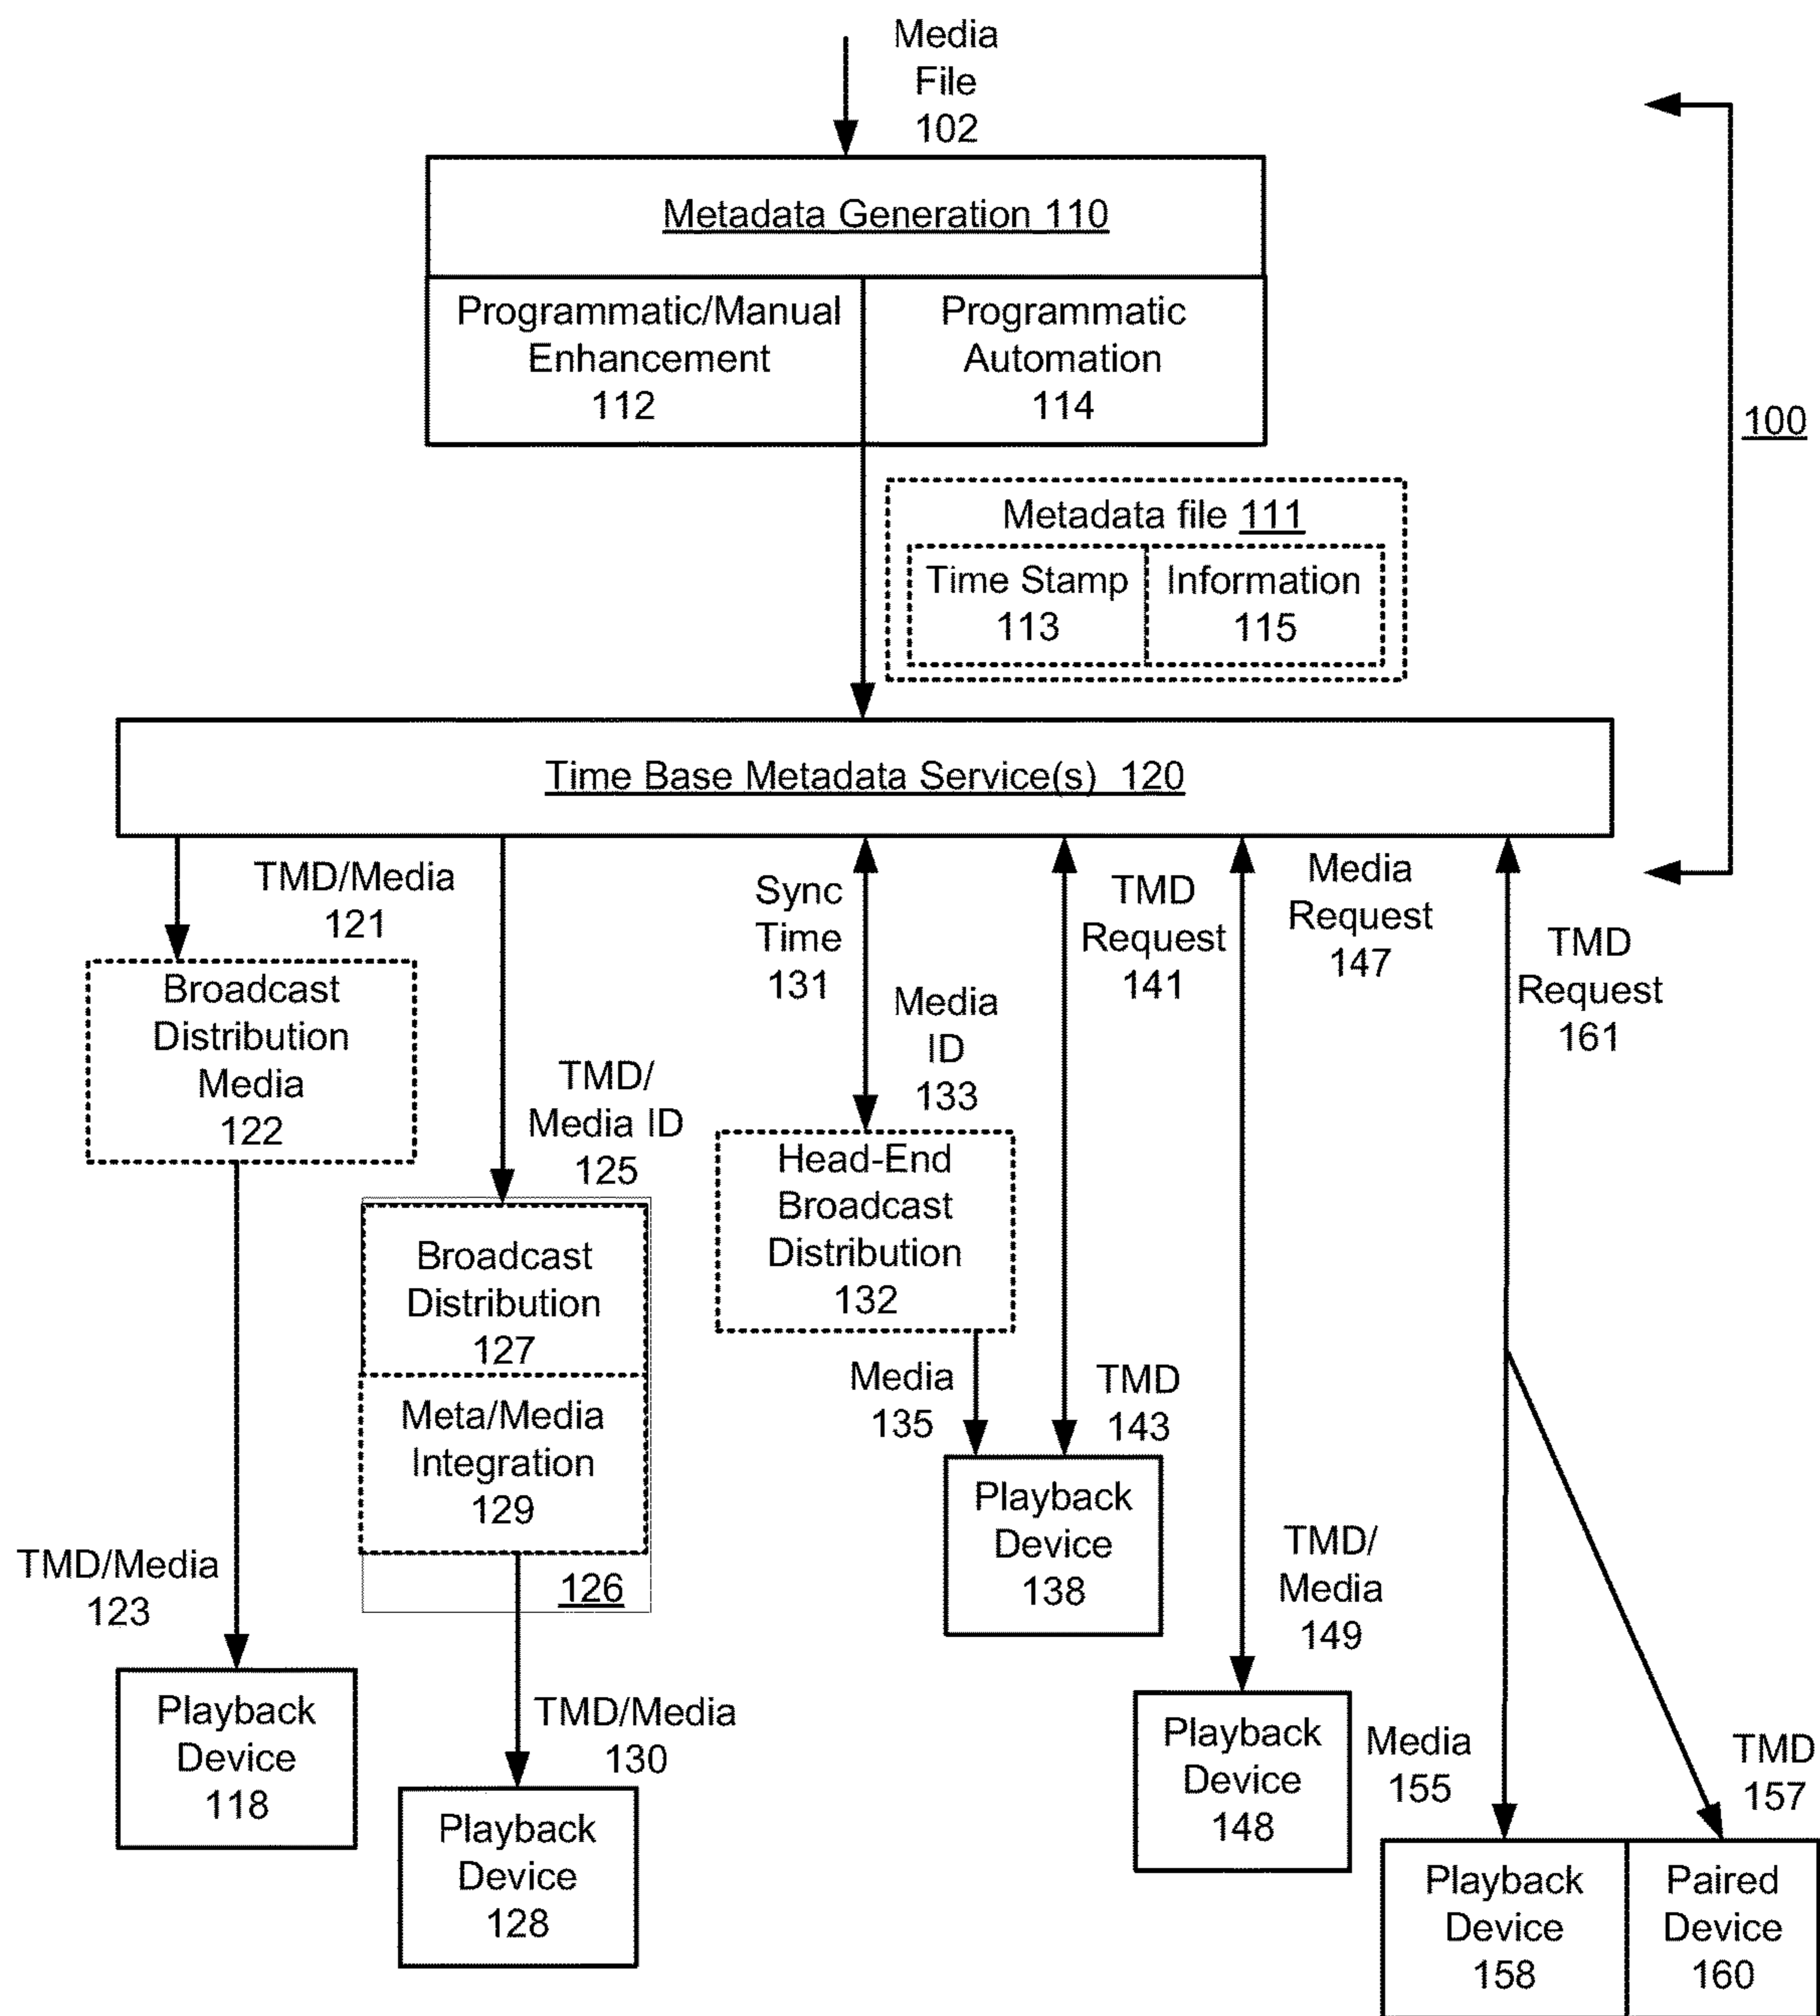 Media
File
102
Metadata Generation 110
Programmatic/Manual
Enhancement
112
Programmatic
Automation
114
100
Metadata file 111
Time Stamp
113
Information
115
Time Base Metadata Service(s) 120
TMD/Media
121
Broadcast
Distribution
Media
122
TMD/
Media ID
125
Sync
Time
131
Media
ID
133
TMD
Request
141
Media
Request
147
TMD
Request
161
Broadcast
Distribution
127
Meta/Media
Integration
129
126
Head-End
Broadcast
Distribution
132
Media
135
TMD
143
Playback
Device
138
TMD/
Media
149
TMD/Media
123
Playback
Device
118
TMD/Media
130
Playback
Device
128
Playback
Device
148
Media
155
TMD
157
Playback
Device
158
Paired
Device
160